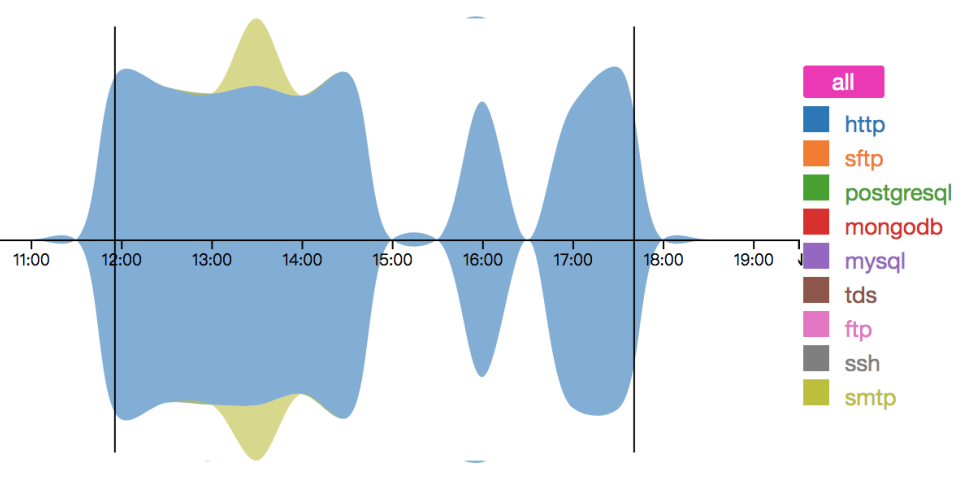 all
http
sftp
postgresql
mongodb
mysql
tds
ftp
ssh
smtp
11:00 12:00 13:00 14:00 15:00 16:00 17:00 18:00 19:00